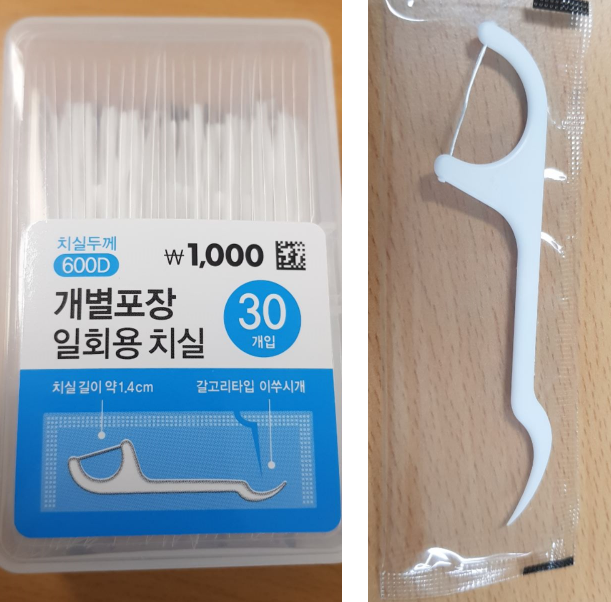 치실두께
600D
₩1,000
개별포장
일회용 치실
30
개입
치실 길이 약 1.4cm
갈고리타입 이쑤시개